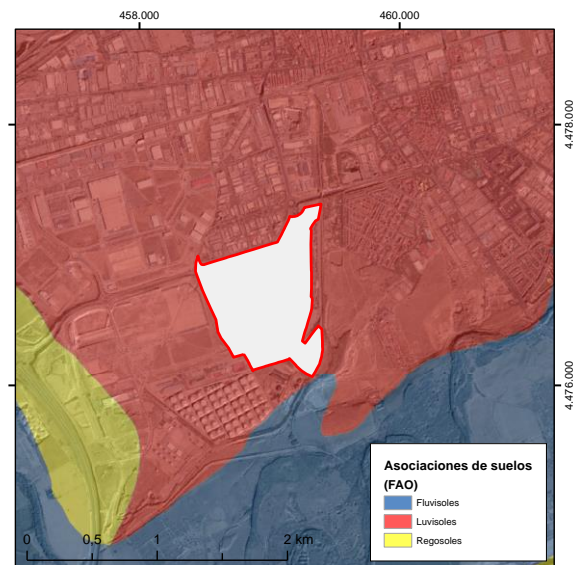 458.000
460.000
4.478.000
4.476.000
Asociaciones de suelos
(FAO)
Fluvisoles
Luvisoles
Regosoles
0
0.5
1
2 km